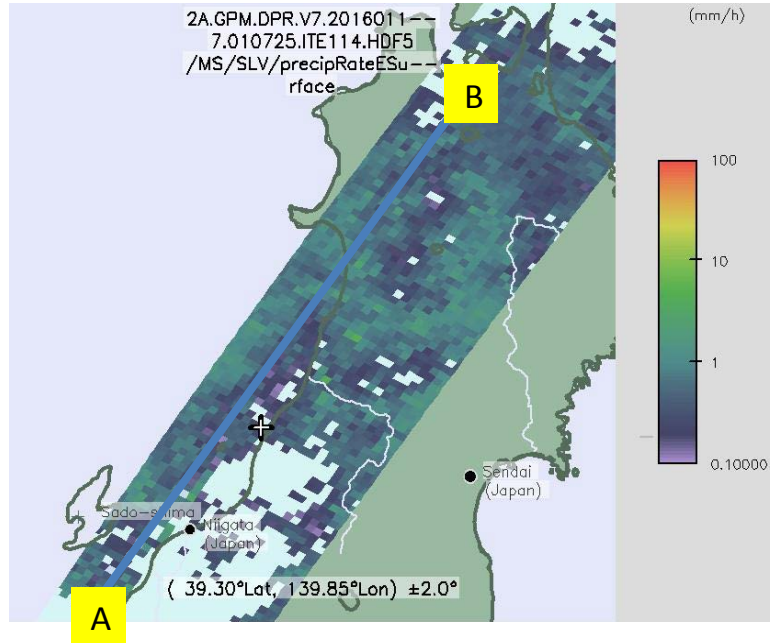 2A.GPM.DPR.V7.2016011--
7.010725.ITE114.HDF5
/MS/SLV/precipRateESu--
rface
(mm/h)
B
100
10
1
0.10000
Sendai
(Japan)
Sado-shima
Niigata
(Japan)
( 39.30°Lat, 139.85°Lon) ±2.0°
A